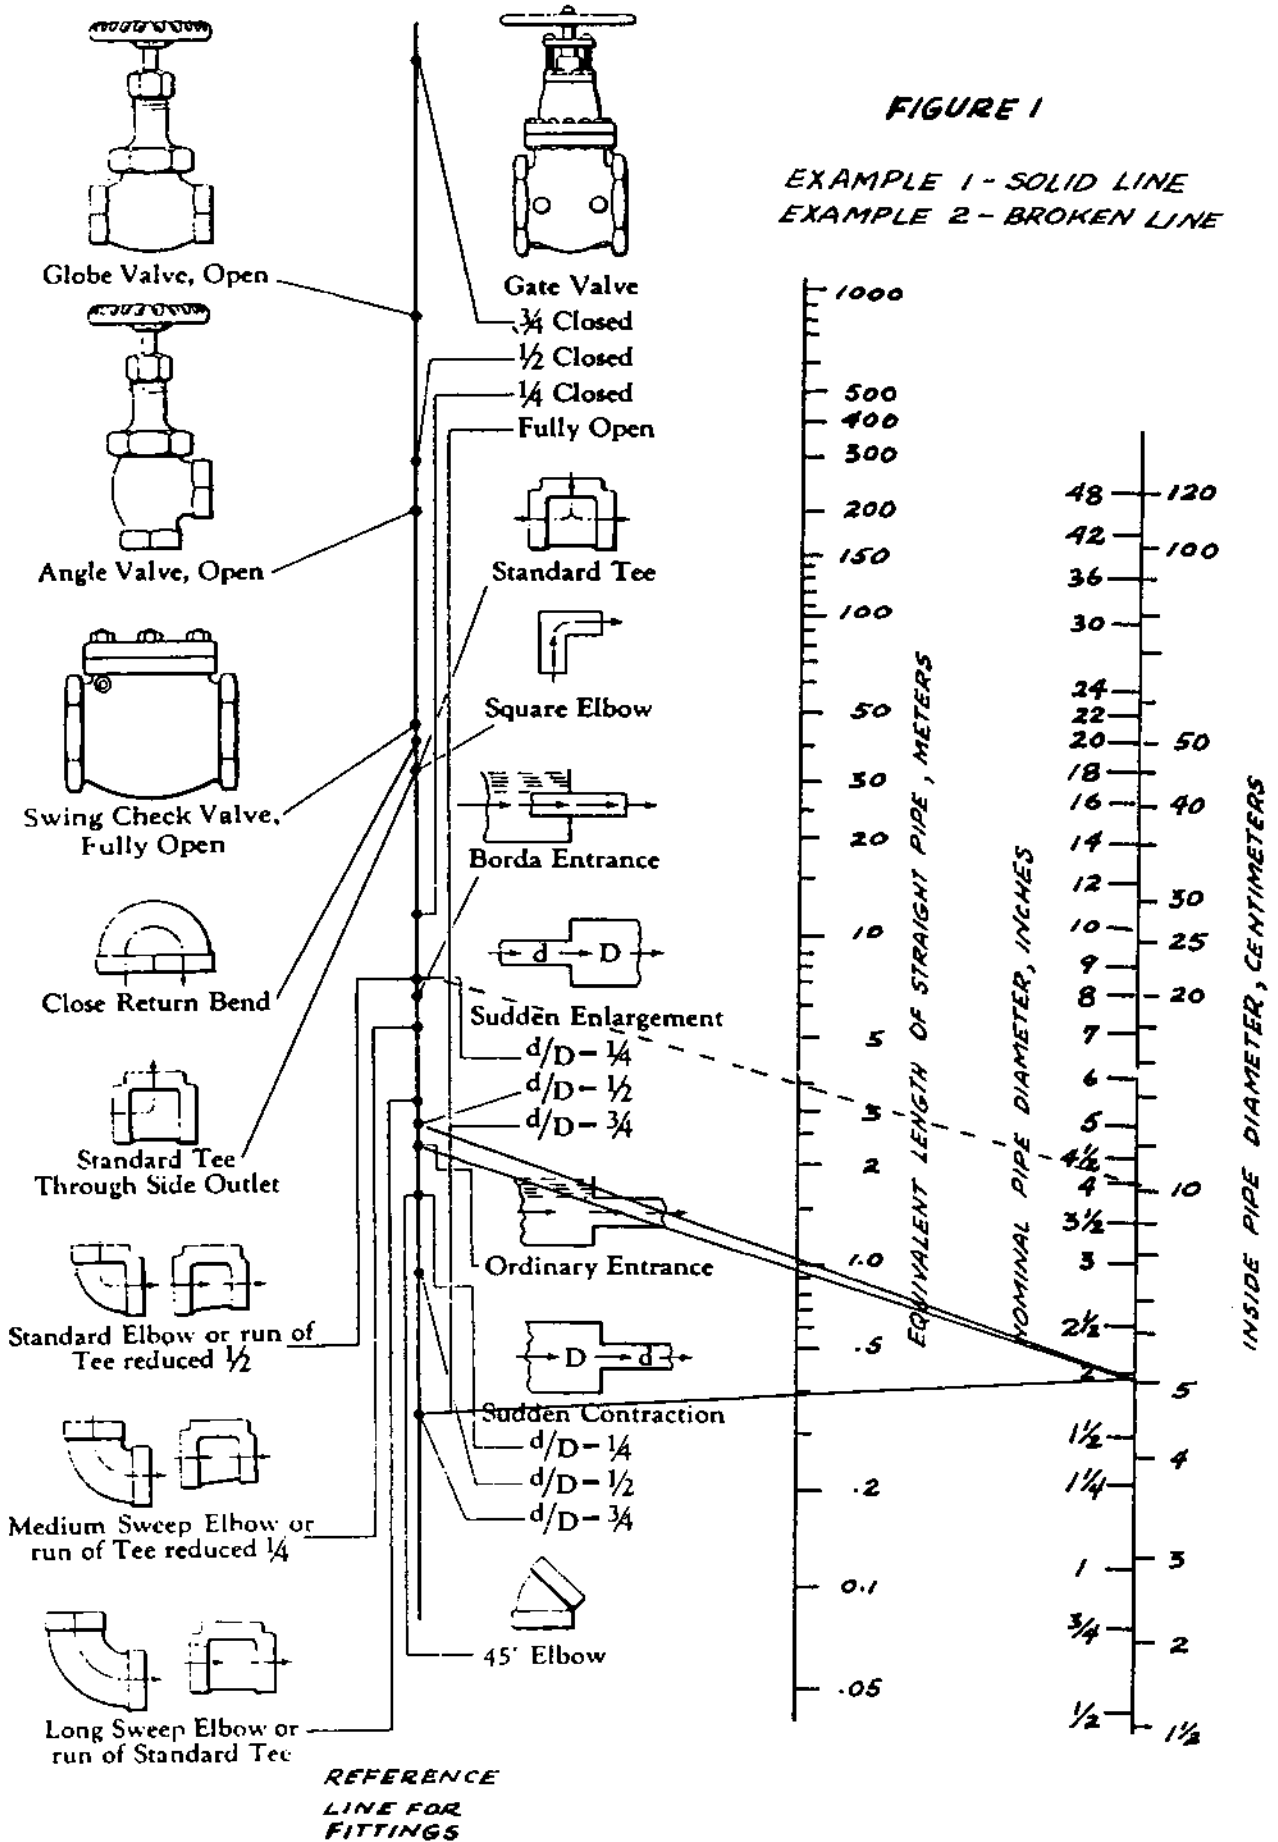 FIGURE 1
EXAMPLE 1 - SOLID LINE
EXAMPLE 2 - BROKEN LINE
Globe Valve, Open
Angle Valve, Open
Swing Check Valve,
Fully Open
Close Return Bend
Standard Tee
Through Side Outlet
Standard Elbow or run of
Tee reduced ½
Medium Sweep Elbow or
run of Tee reduced ¼
Long Sweep Elbow or
run of Standard Tee
REFERENCE
LINE FOR
FITTINGS
Gate Valve
¾ Closed
½ Closed
¼ Closed
Fully Open
Standard Tee
Square Elbow
Borda Entrance
d D
Sudden Enlargement
d/D - ¼
d/D - ½
d/D - ¾
Ordinary Entrance
D d
Sudden Contraction
d/D - ¼
d/D - ½
d/D - ¾
45° Elbow
1000
500
400
300
200
150
100
50
30
20
10
5
3
2
1.0
.5
.2
0.1
.05
EQUIVALENT LENGTH OF STRAIGHT PIPE, METERS
48
42
36
30
24
22
20
18
16
14
12
10
9
8
7
6
5
4½
4
3½
3
2½
2
1½
1¼
1
¾
½
NOMINAL PIPE DIAMETER, INCHES
120
100
50
40
30
25
20
10
5
4
3
2
1½
INSIDE PIPE DIAMETER, CENTIMETERS